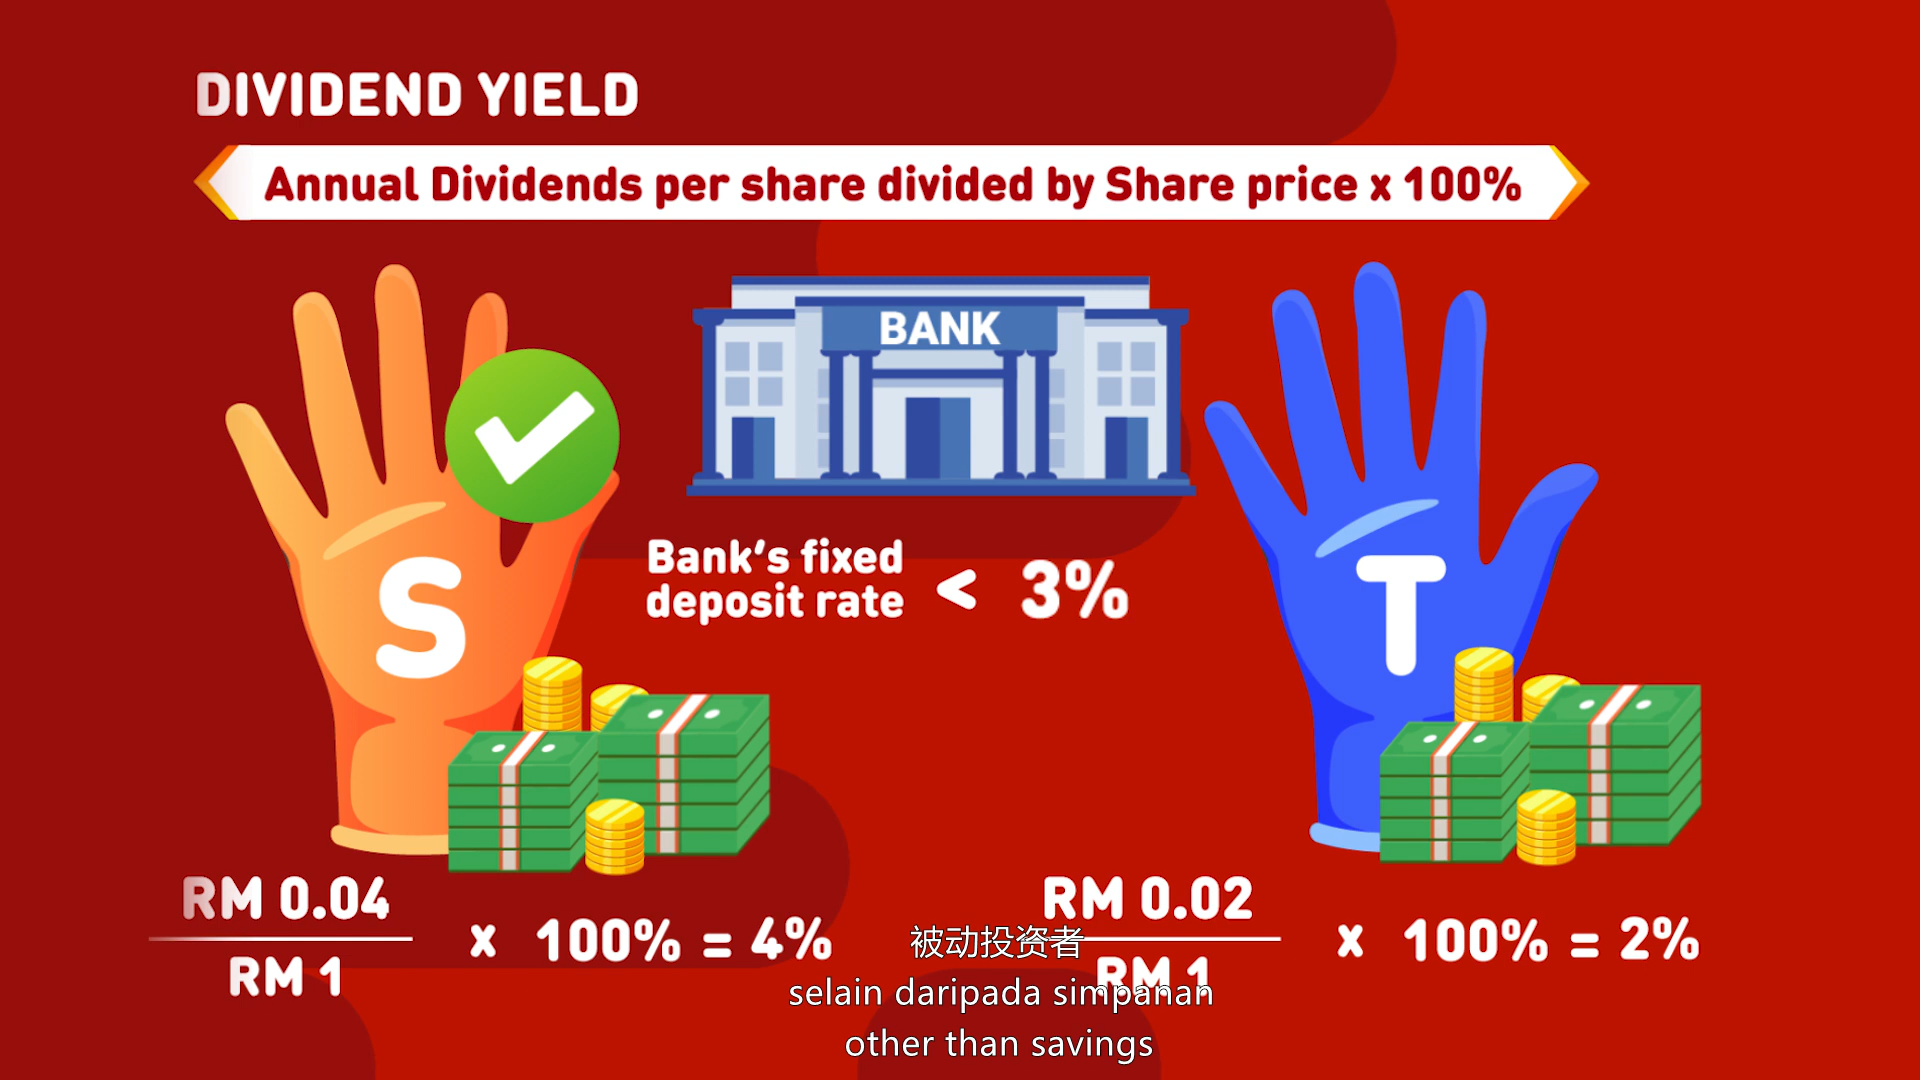 DIVIDEND YIELD
Annual Dividends per share divided by Share price x 100%
BANK
S
T
Bank's fixed
deposit rate < 3%
RM 0.04
RM 1
x 100% = 4%
RM 0.02
RM 1
x 100% = 2%
被动投资者
selain daripada simpanan
other than savings